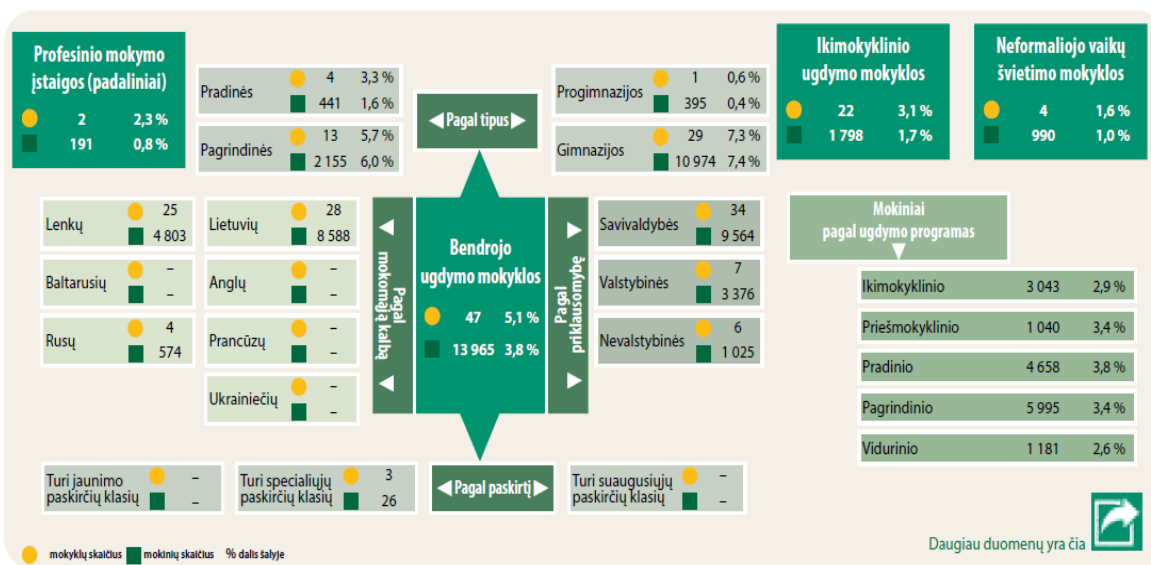 Profesinio mokymo
įstaigos (padaliniai)
2 2,3 %
191 0,8 %
Pradinės
4 3,3 %
441 1,6 %
Pagrindinės
13 5,7 %
2 155 6,0 %
Pagal tipus
Progimnazijos
1 0,6 %
395 0,4 %
Gimnazijos
29 7,3 %
10 974 7,4 %
Ikimokyklinio
ugdymo mokyklos
22 3,1 %
1 798 1,7 %
Neformaliojo vaikų
švietimo mokyklos
4 1,6 %
990 1,0 %
Lenkų
25
4 803
Lietuvių
28
8 588
Baltarusių
–
–
Anglų
–
–
Rusų
4
574
Prancūzų
–
–
Ukrainiečių
–
–
Pagal
mokomąją kalbą
Bendrojo
ugdymo mokyklos
47 5,1 %
13 965 3,8 %
Pagal
priklausomybę
Savivaldybės
34
9 564
Valstybinės
7
3 376
Nevalstybinės
6
1 025
Mokiniai
pagal ugdymo programas
Ikimokyklinio 3 043 2,9 %
Priešmokyklinio 1 040 3,4 %
Pradinio 4 658 3,8 %
Pagrindinio 5 995 3,4 %
Vidurinio 1 181 2,6 %
Turi jaunimo
paskirčių klasių
–
–
Turi specialiųjų
paskirčių klasių
3
26
Pagal paskirtį
Turi suaugusiųjų
paskirčių klasių
–
–
mokyklų skaičius mokinių skaičius % dalis šalyje
Daugiau duomenų yra čia